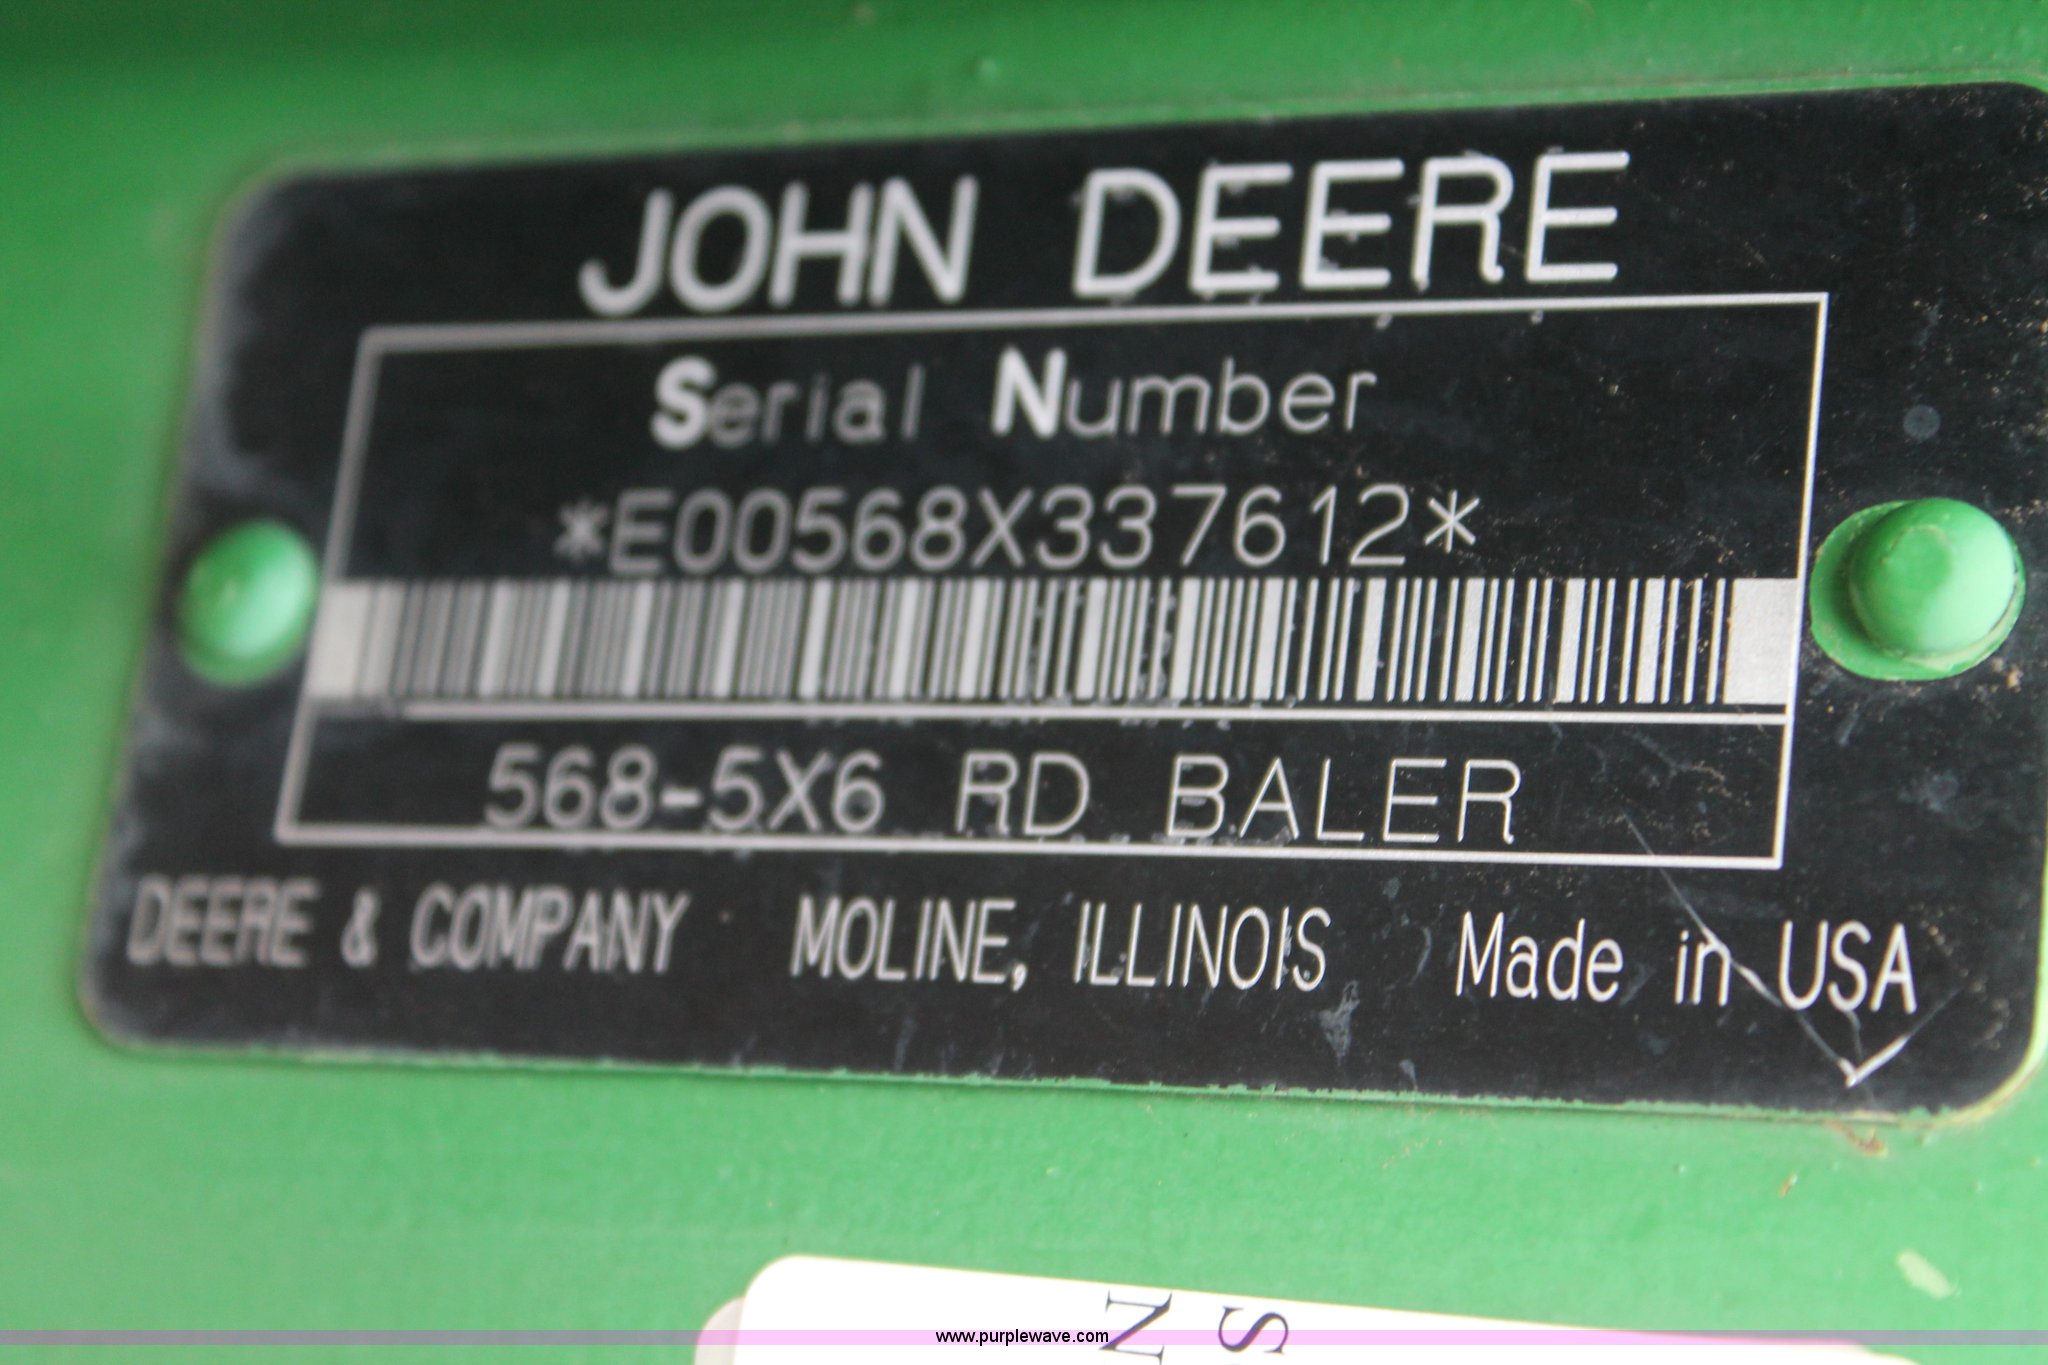 JOHN DEERE
Serial Number
*E00568X337612*
568-5X6 RD BALER
DEERE & COMPANY MOLINE, ILLINOIS Made in USA
N
S
www.purplewave.com